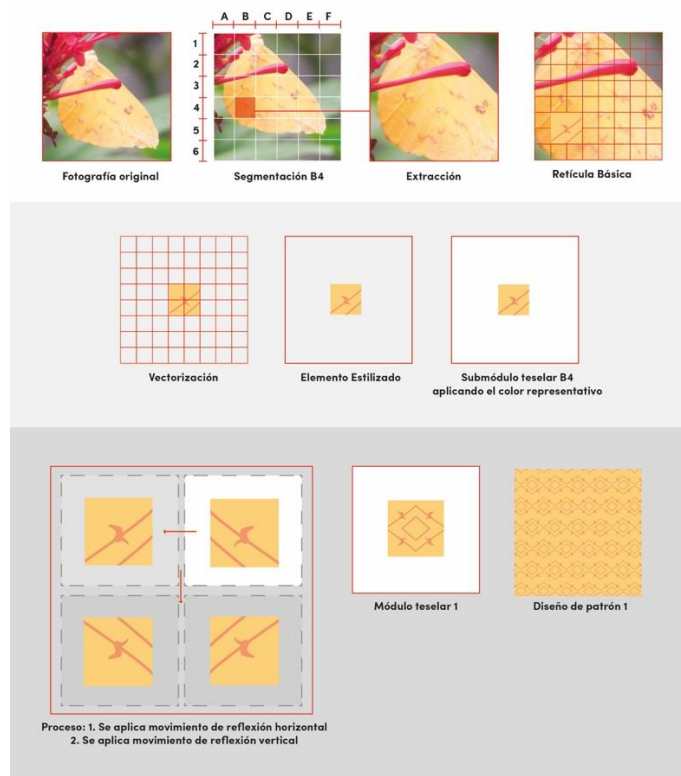 A B C D E F
1
2
3
4
5
6
Fotografía original
Segmentación B4
Extracción
Retícula Básica
Vectorización
Elemento Estilizado
Submódulo teselar B4
aplicando el color representativo
Módulo teselar 1
Diseño de patrón 1
Proceso: 1. Se aplica movimiento de reflexión horizontal
2. Se aplica movimiento de reflexión vertical